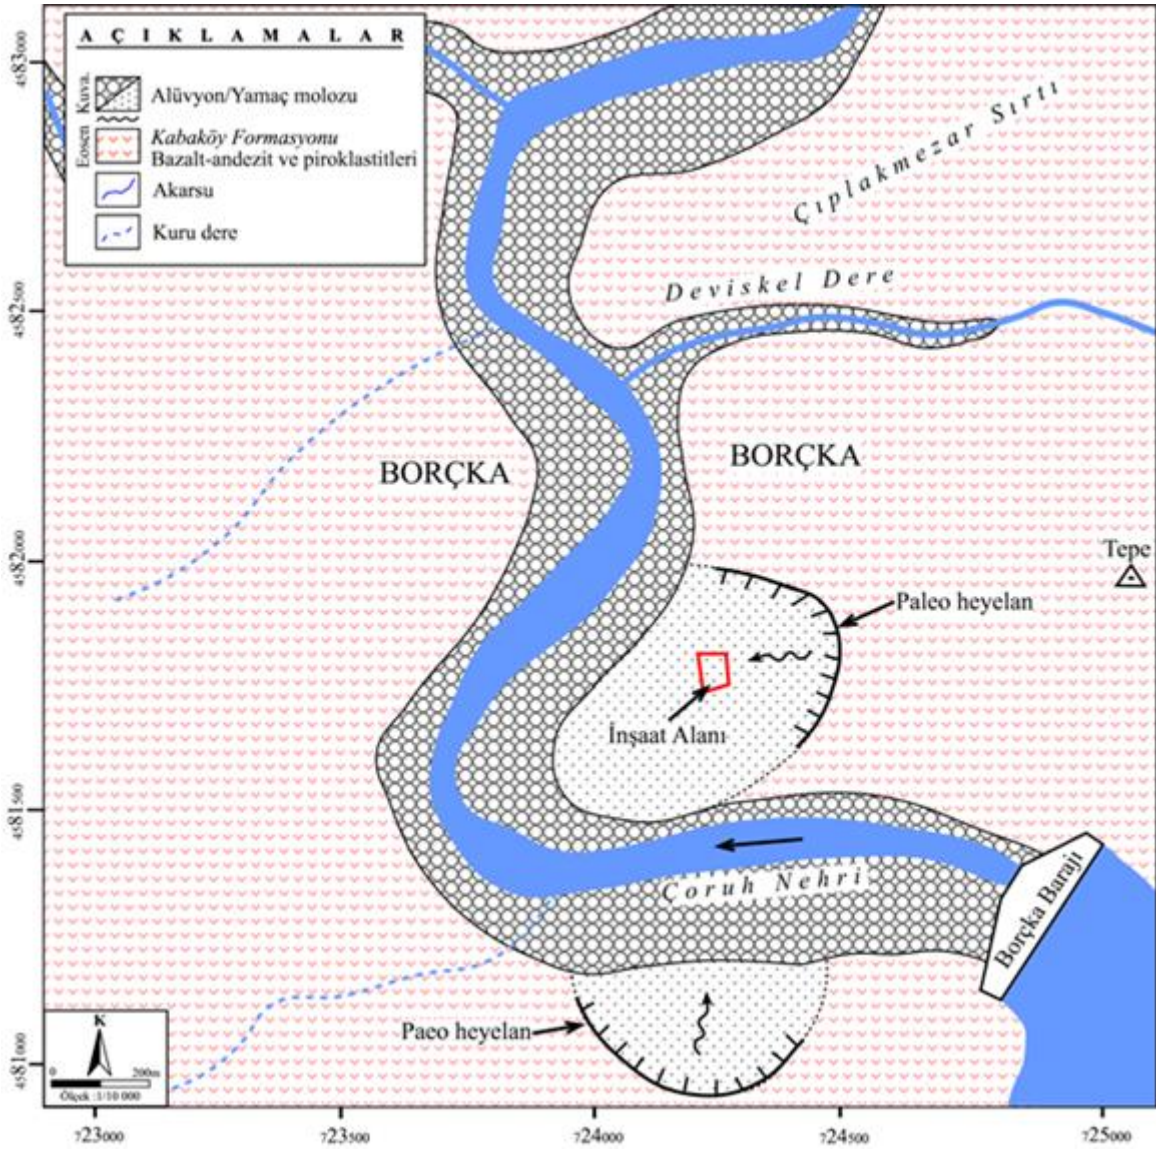 A Ç I K L A M A L A R
Kuva.
Alüvyon/Yamaç molozu
Eosen
Kabaköy Formasyonu
Bazalt-andezit ve piroklastitleri
Akarsu
Kuru dere
Çıplakmezar Sırtı
Deviskel Dere
BORÇKA
BORÇKA
Tepe
Paleo heyelan
İnşaat Alanı
Çoruh Nehri
Borçka Barajı
Paeo heyelan
K
0 200m
Ölçek :1/10 000
4583000
4582500
4582000
4581500
4581000
723000
723500
724000
724500
725000